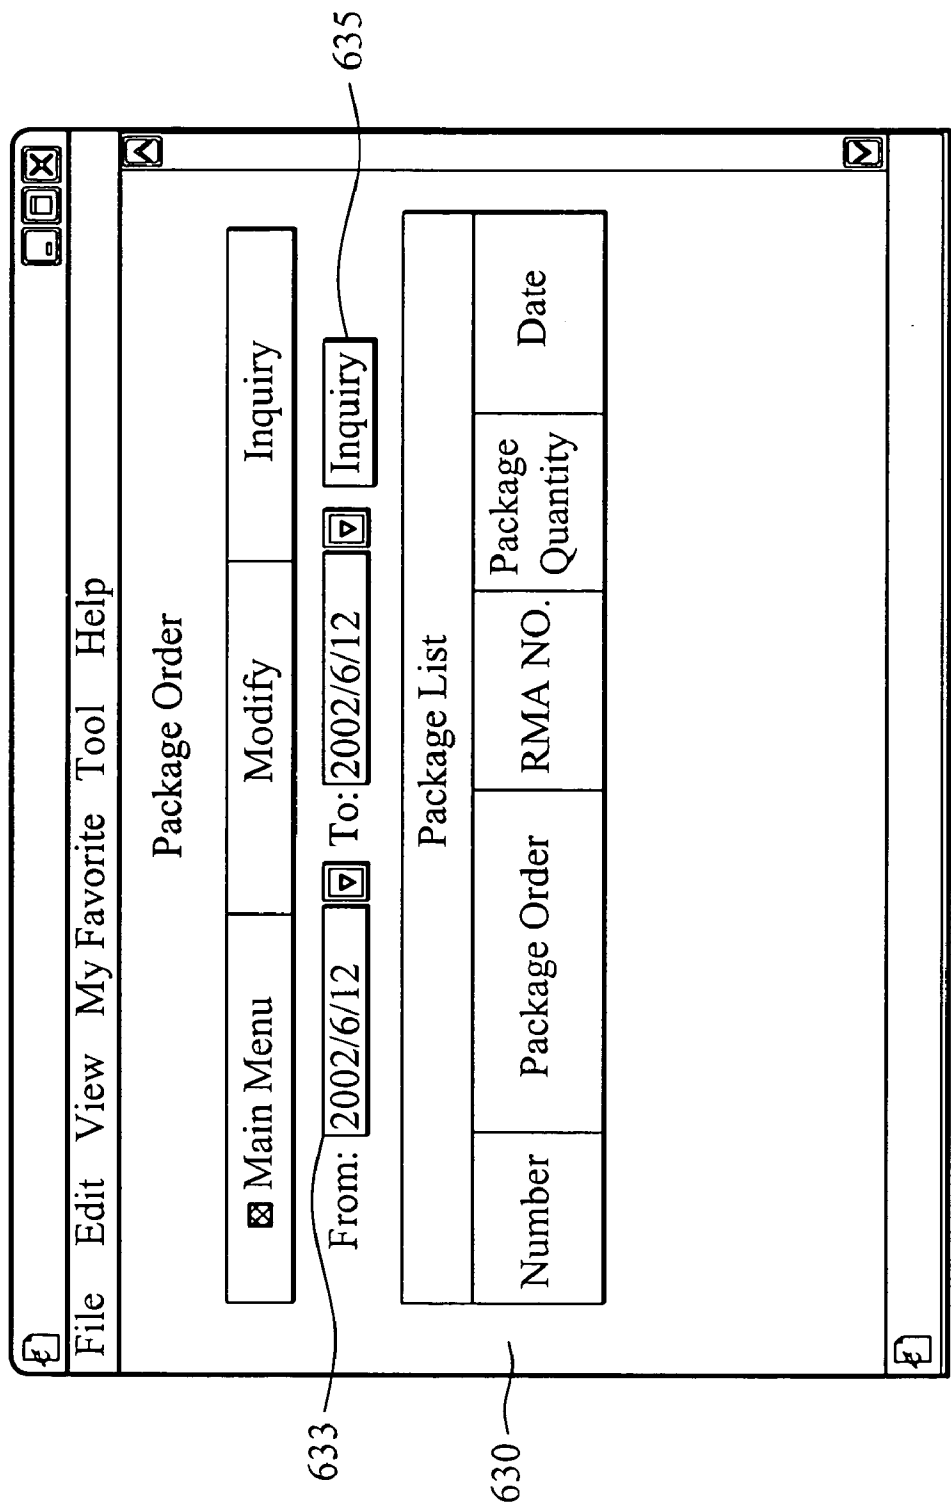 File Edit View My Favorite Tool Help
Package Order
Main Menu Modify Inquiry
From: 2002/6/12 To: 2002/6/12 Inquiry
Package List
Number Package Order RMA NO. Package Quantity Date
633
635
630